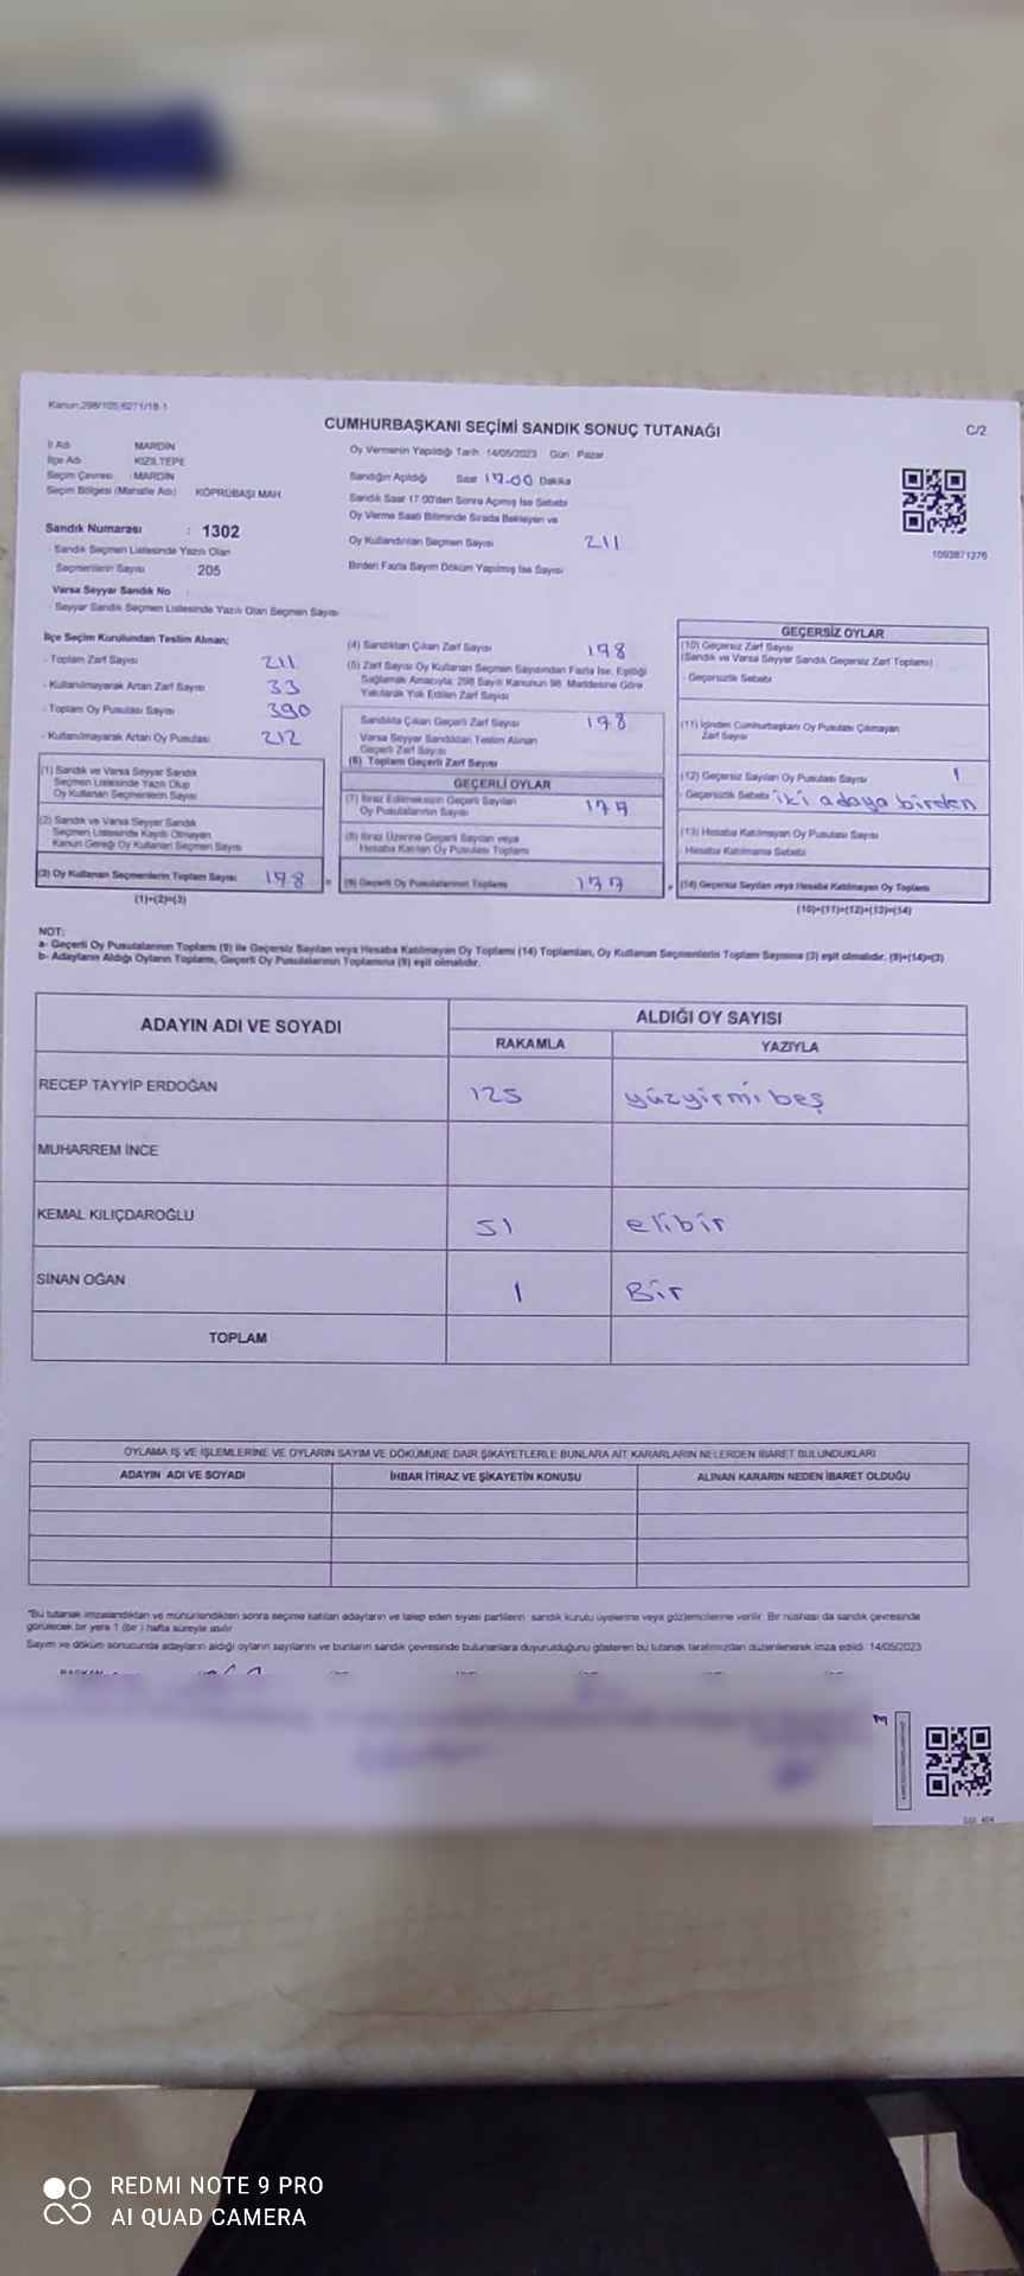 Kanun:298/105,6271/18-1
CUMHURBAŞKANI SEÇİMİ SANDIK SONUÇ TUTANAĞI
C/2
İl Adı MARDİN
İlçe Adı KIZILTEPE
Seçim Çevresi : MARDİN
Seçim Bölgesi (Mahalle Adı) KÖPRÜBAŞI MAH.
Sandık Numarası : 1302
Sandık Seçmen Listesinde Yazılı Olan
Seçmenlerin Sayısı 205
Varsa Seyyar Sandık No
Seyyar Sandık Seçmen Listesinde Yazılı Olan Seçmen Sayısı
Oy Vermenin Yapıldığı Tarih 14/05/2023 Gün Pazar
Sandığın Açıldığı Saat 17.00 Dakika
Sandık Saat 17:00'den Sonra Açılmış İse Sebebi
Oy Verme Saati Bitiminde Sırada Bekleyen ve
Oy Kullandırılan Seçmen Sayısı 211
Birden Fazla Sayım Döküm Yapılmış İse Sayısı
1093871276
İlçe Seçim Kurulundan Teslim Alınan;
- Toplam Zarf Sayısı 211
- Kullanılmayarak Artan Zarf Sayısı 33
- Toplam Oy Pusulası Sayısı 390
- Kullanılmayarak Artan Oy Pusulası 212
(1) Sandık ve Varsa Seyyar Sandık
Seçmen Listesinde Yazılı Olup
Oy Kullanan Seçmenlerin Sayısı
(2) Sandık ve Varsa Seyyar Sandık
Seçmen Listesinde Kayıtlı Olmayan
Kanun Gereği Oy Kullanan Seçmen Sayısı
(3) Oy Kullanan Seçmenlerin Toplam Sayısı 178
(1)+(2)=(3)
(4) Sandıktan Çıkan Zarf Sayısı 178
(5) Zarf Sayısı Oy Kullanan Seçmen Sayısından Fazla İse, Eşitliği
Sağlamak Amacıyla, 298 Sayılı Kanunun 98. Maddesine Göre
Yakılarak Yok Edilen Zarf Sayısı
Sandıkta Çıkan Geçerli Zarf Sayısı 178
Varsa Seyyar Sandıktan Teslim Alınan
Geçerli Zarf Sayısı
(6) Toplam Geçerli Zarf Sayısı
GEÇERLİ OYLAR
(7) İtiraz Edilmeksizin Geçerli Sayılan
Oy Pusulalarının Sayısı 177
(8) İtiraz Üzerine Geçerli Sayılan veya
Hesaba Katılan Oy Pusulası Toplamı
(9) Geçerli Oy Pusulalarının Toplamı 177
GEÇERSİZ OYLAR
(10) Geçersiz Zarf Sayısı
(Sandık ve Varsa Seyyar Sandık Geçersiz Zarf Toplamı)
- Geçersizlik Sebebi
(11) İçinden Cumhurbaşkanı Oy Pusulası Çıkmayan
Zarf Sayısı
(12) Geçersiz Sayılan Oy Pusulası Sayısı 1
- Geçersizlik Sebebi iki adaya birden
(13) Hesaba Katılmayan Oy Pusulası Sayısı
Hesaba Katılmama Sebebi
(14) Geçersiz Sayılan veya Hesaba Katılmayan Oy Toplamı
(10)+(11)+(12)+(13)=(14)
NOT:
a- Geçerli Oy Pusulalarının Toplamı (9) ile Geçersiz Sayılan veya Hesaba Katılmayan Oy Toplamı (14) Toplamları, Oy Kullanan Seçmenlerin Toplam Sayısına (3) eşit olmalıdır. (9)+(14)=(3)
b- Adayların Aldığı Oyların Toplamı, Geçerli Oy Pusulalarının Toplamına (9) eşit olmalıdır.
ADAYIN ADI VE SOYADI
ALDIĞI OY SAYISI
RAKAMLA YAZIYLA
RECEP TAYYİP ERDOĞAN 125 yüzyirmi beş
MUHARREM İNCE
KEMAL KILIÇDAROĞLU 51 elibir
SİNAN OĞAN 1 Bir
TOPLAM
OYLAMA İŞ VE İŞLEMLERİNE VE OYLARIN SAYIM VE DÖKÜMÜNE DAİR ŞİKAYETLERLE BUNLARA AİT KARARLARIN NELERDEN İBARET BULUNDUKLARI
ADAYIN ADI VE SOYADI İHBAR İTİRAZ VE ŞİKAYETİN KONUSU ALINAN KARARIN NEDEN İBARET OLDUĞU
"Bu tutanak imzalandıktan ve mühürlendikten sonra seçime katılan adayların ve talep eden siyasi partilerin sandık kurulu üyelerine veya gözlemcilerine verilir. Bir nüshası da sandık çevresinde
görülecek bir yere 1 (bir ) hafta süreyle asılır
Sayım ve döküm sonucunda adayların aldığı oyların sayılarını ve bunların sandık çevresinde bulunanlara duyurulduğunu gösteren bu tutanak tarafımızdan düzenlenerek imza edildi. 14/05/2023
REDMI NOTE 9 PRO
AI QUAD CAMERA